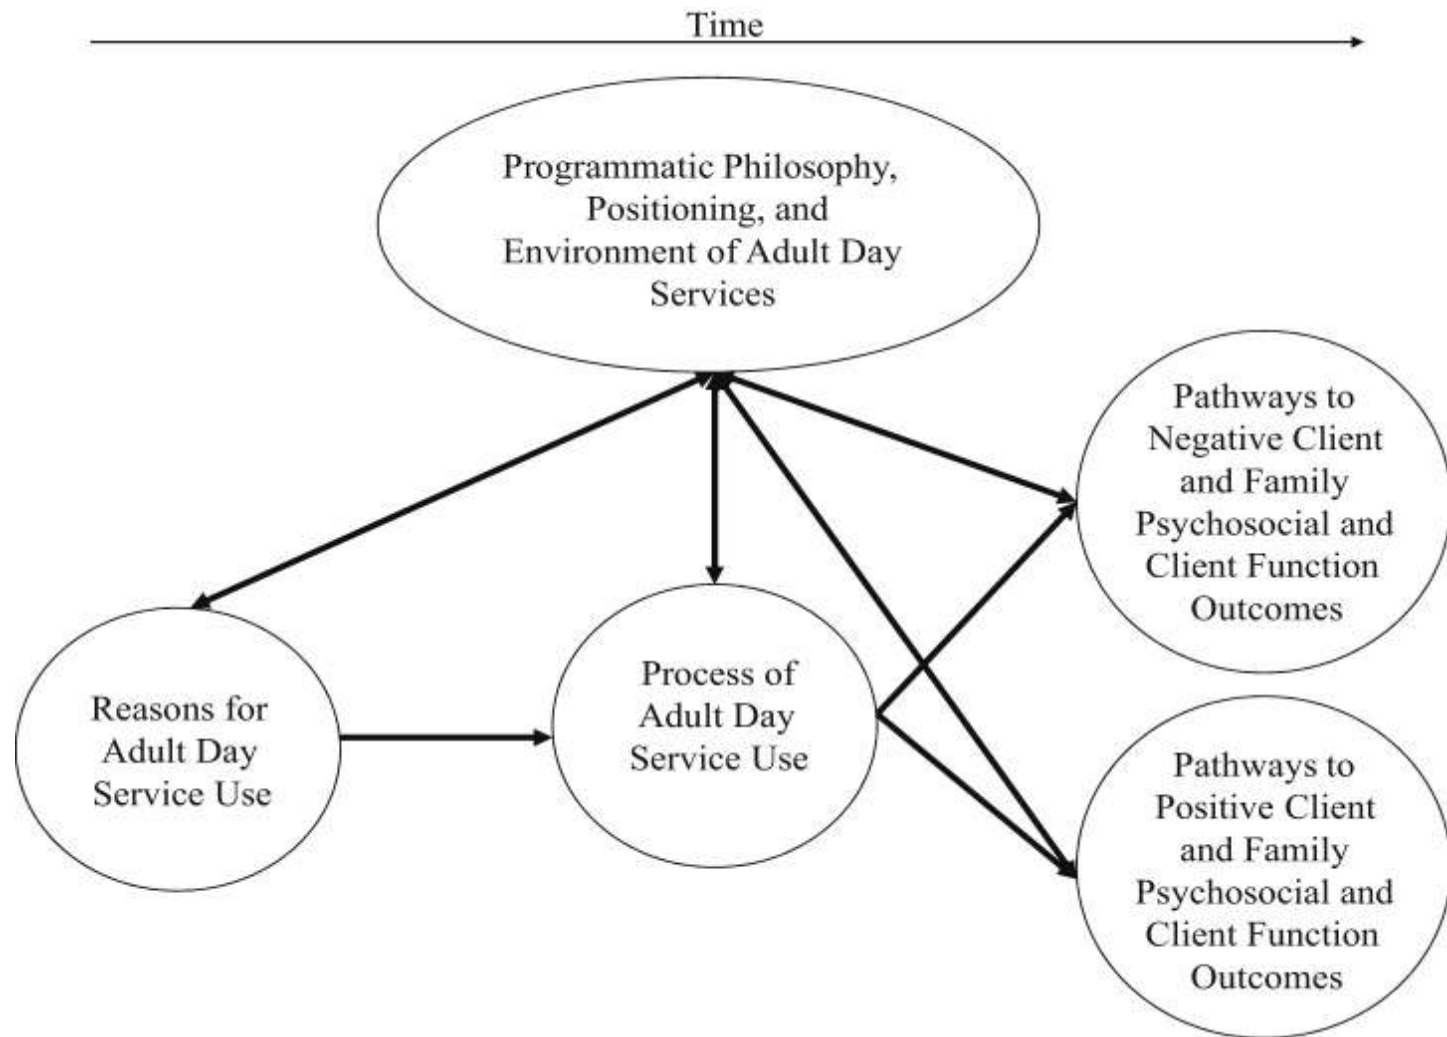 Time
Programmatic Philosophy,
Positioning, and
Environment of Adult Day
Services
Reasons for
Adult Day
Service Use
Process of
Adult Day
Service Use
Pathways to
Negative Client
and Family
Psychosocial and
Client Function
Outcomes
Pathways to
Positive Client
and Family
Psychosocial and
Client Function
Outcomes